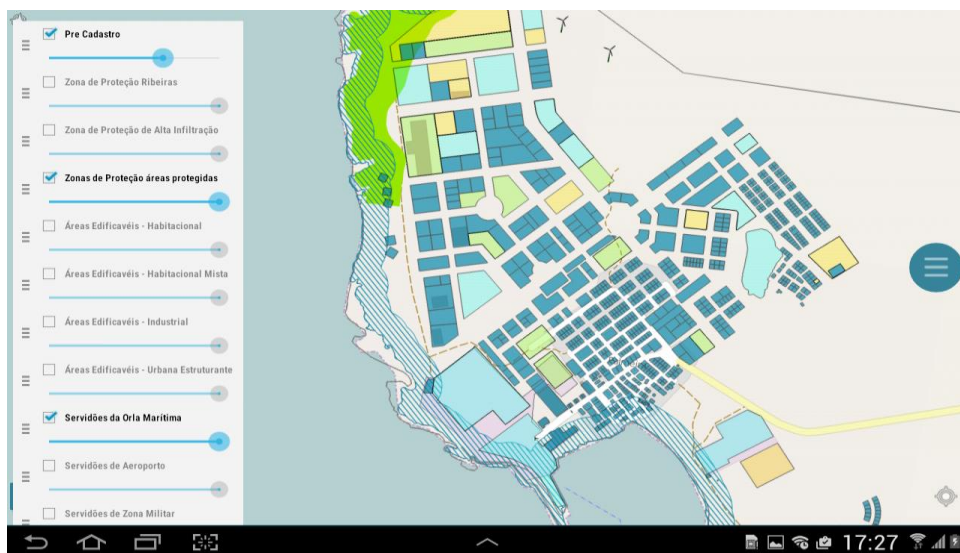 Pre Cadastro
Zona de Proteção Ribeiras
Zona de Proteção de Alta Infiltração
Zonas de Proteção áreas protegidas
Áreas Edificavéis - Habitacional
Áreas Edificavéis - Habitacional Mista
Áreas Edificavéis - Industrial
Áreas Edificavéis - Urbana Estruturante
Servidões da Orla Marítima
Servidões de Aeroporto
Servidões de Zona Militar
17:27